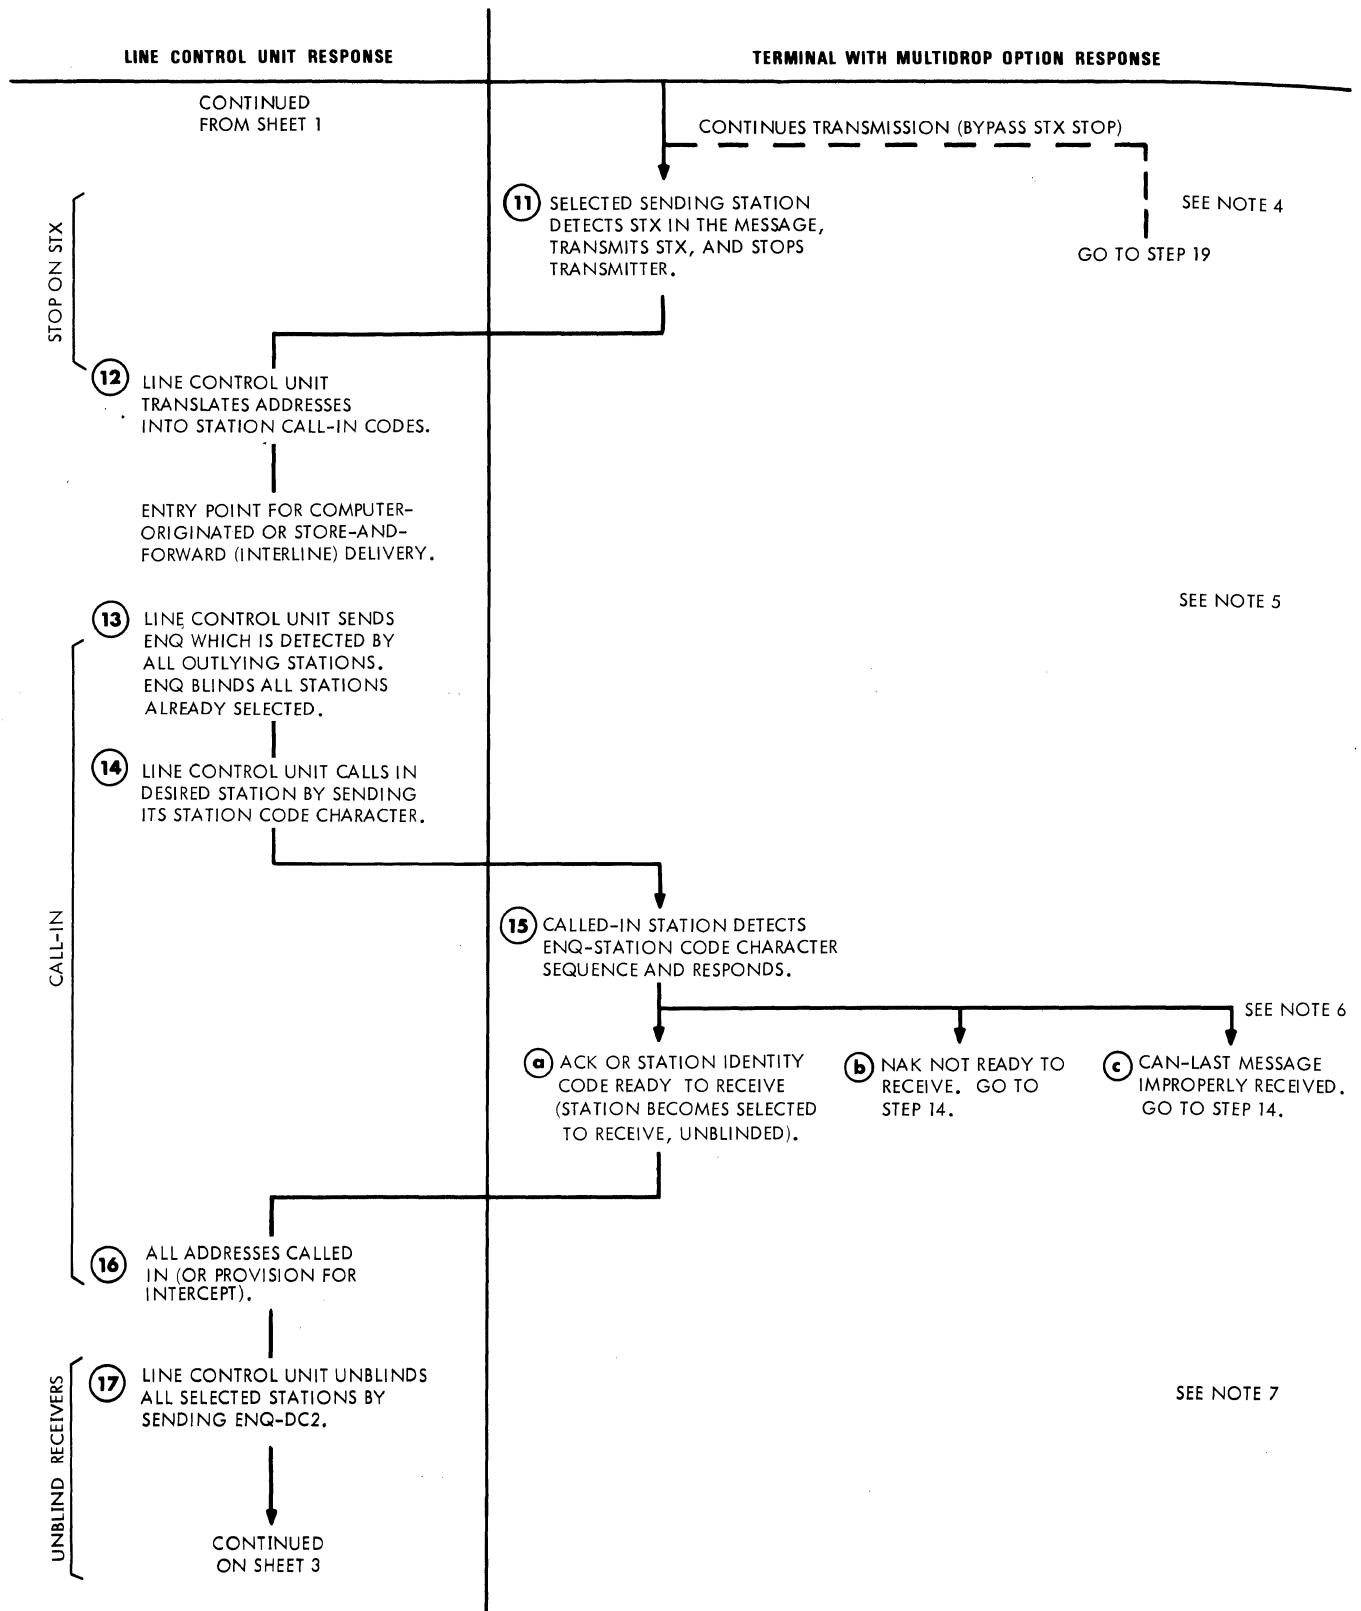 LINE CONTROL UNIT RESPONSE
TERMINAL WITH MULTIDROP OPTION RESPONSE
CONTINUED
FROM SHEET 1
CONTINUES TRANSMISSION (BYPASS STX STOP)
STOP ON STX
11 SELECTED SENDING STATION
DETECTS STX IN THE MESSAGE,
TRANSMITS STX, AND STOPS
TRANSMITTER.
SEE NOTE 4
GO TO STEP 19
12 LINE CONTROL UNIT
TRANSLATES ADDRESSES
INTO STATION CALL-IN CODES.
ENTRY POINT FOR COMPUTER-
ORIGINATED OR STORE-AND-
FORWARD (INTERLINE) DELIVERY.
SEE NOTE 5
CALL-IN
13 LINE CONTROL UNIT SENDS
ENQ WHICH IS DETECTED BY
ALL OUTLYING STATIONS.
ENQ BLINDS ALL STATIONS
ALREADY SELECTED.
14 LINE CONTROL UNIT CALLS IN
DESIRED STATION BY SENDING
ITS STATION CODE CHARACTER.
15 CALLED-IN STATION DETECTS
ENQ-STATION CODE CHARACTER
SEQUENCE AND RESPONDS.
SEE NOTE 6
a ACK OR STATION IDENTITY
CODE READY TO RECEIVE
(STATION BECOMES SELECTED
TO RECEIVE, UNBLINDED).
b NAK NOT READY TO
RECEIVE. GO TO
STEP 14.
c CAN-LAST MESSAGE
IMPROPERLY RECEIVED.
GO TO STEP 14.
16 ALL ADDRESSES CALLED
IN (OR PROVISION FOR
INTERCEPT).
UNBLIND RECEIVERS
17 LINE CONTROL UNIT UNBLINDS
ALL SELECTED STATIONS BY
SENDING ENQ-DC2.
SEE NOTE 7
CONTINUED
ON SHEET 3